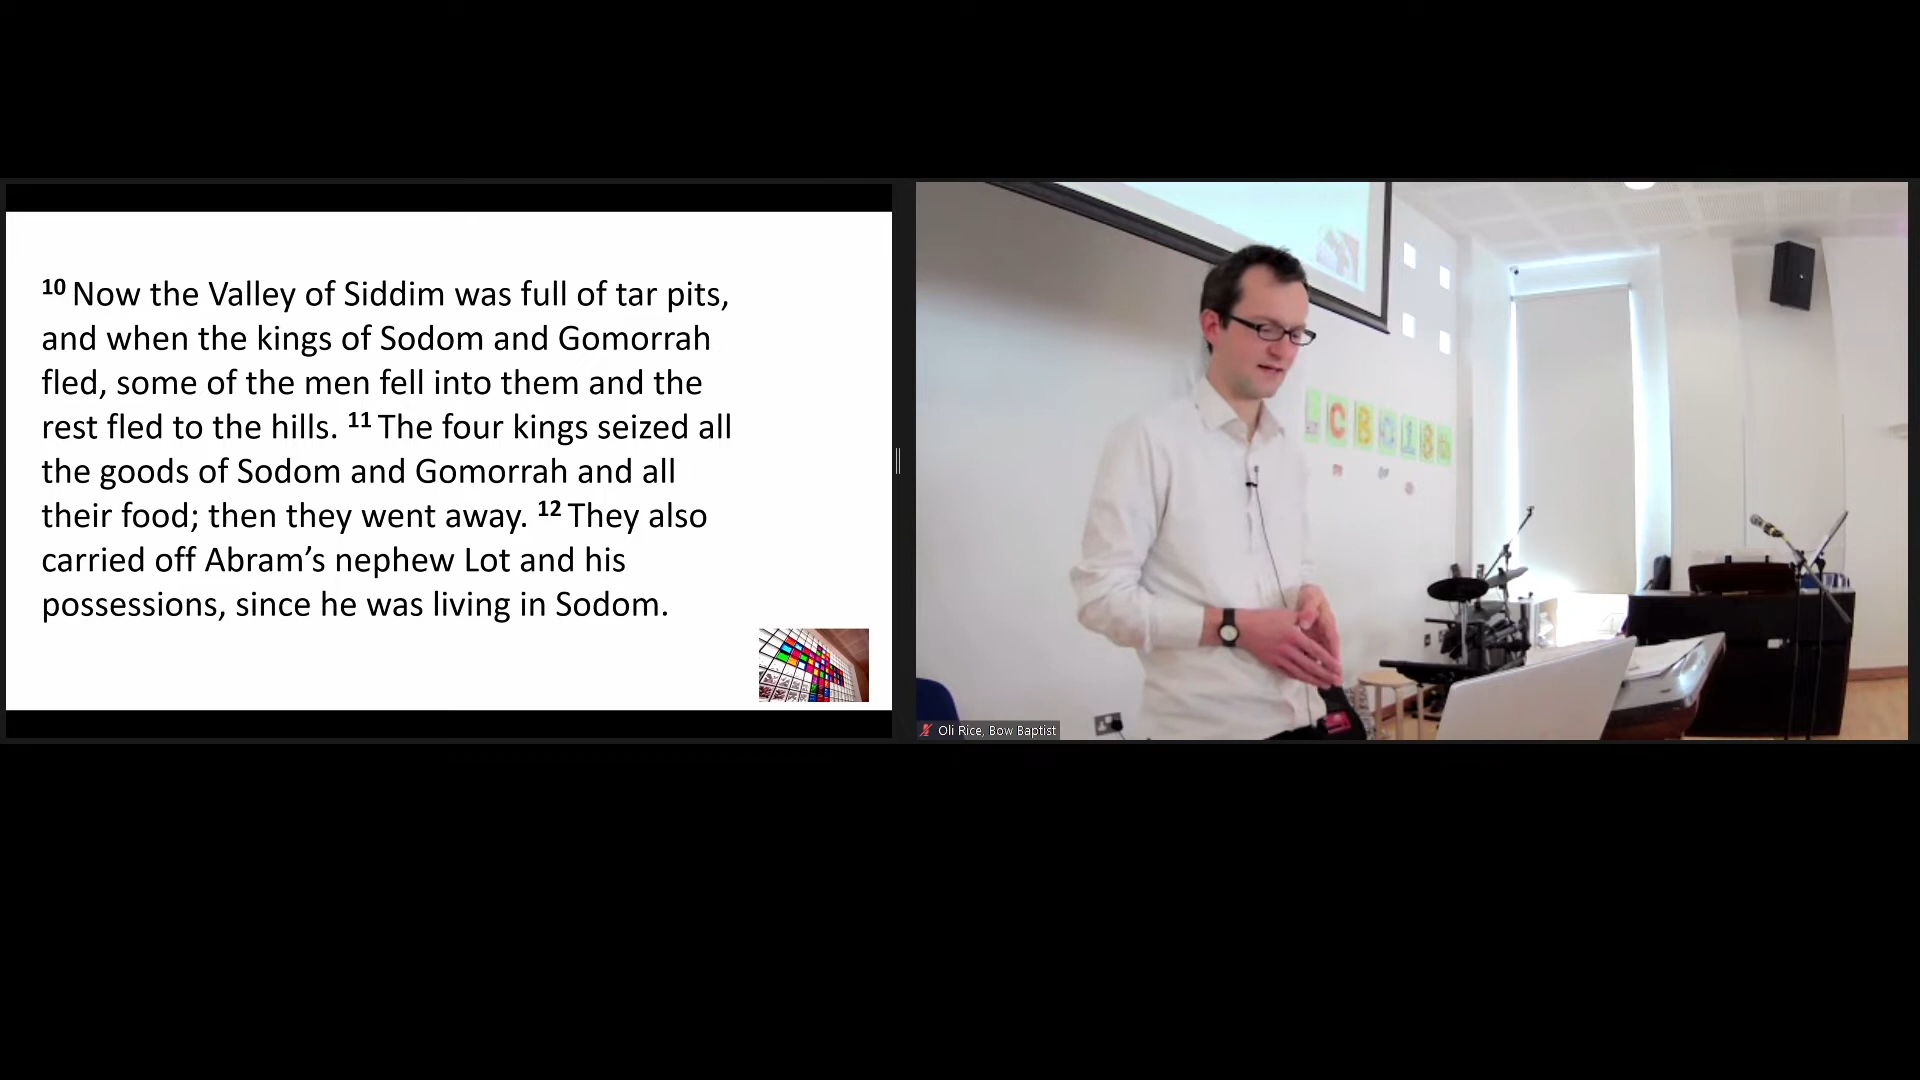 10 Now the Valley of Siddim was full of tar pits,
and when the kings of Sodom and Gomorrah
fled, some of the men fell into them and the
rest fled to the hills. 11 The four kings seized all
the goods of Sodom and Gomorrah and all
their food; then they went away. 12 They also
carried off Abram’s nephew Lot and his
possessions, since he was living in Sodom.
Oli Rice, Bow Baptist